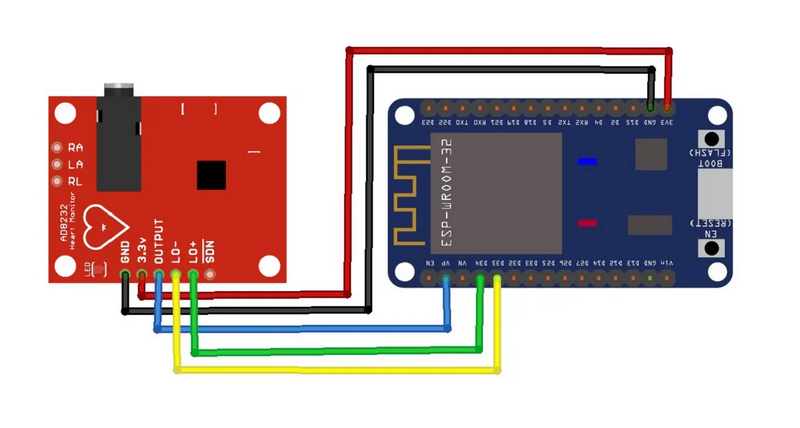 RA
LA
RL
AD8232
Heart Monitor
LED
GND
3.3v
OUTPUT
LO-
LO+
SDN
D23 D22 TX0 RX0 D21 D19 D18 D5 TX2 RX2 D4 D2 D15 GND 3V3
ESP-WROOM-32
BOOT
(FLASH)
(RESET)
EN
EN VP VN D34 D35 D32 D33 D25 D26 D27 D14 D12 D13 GND Vin